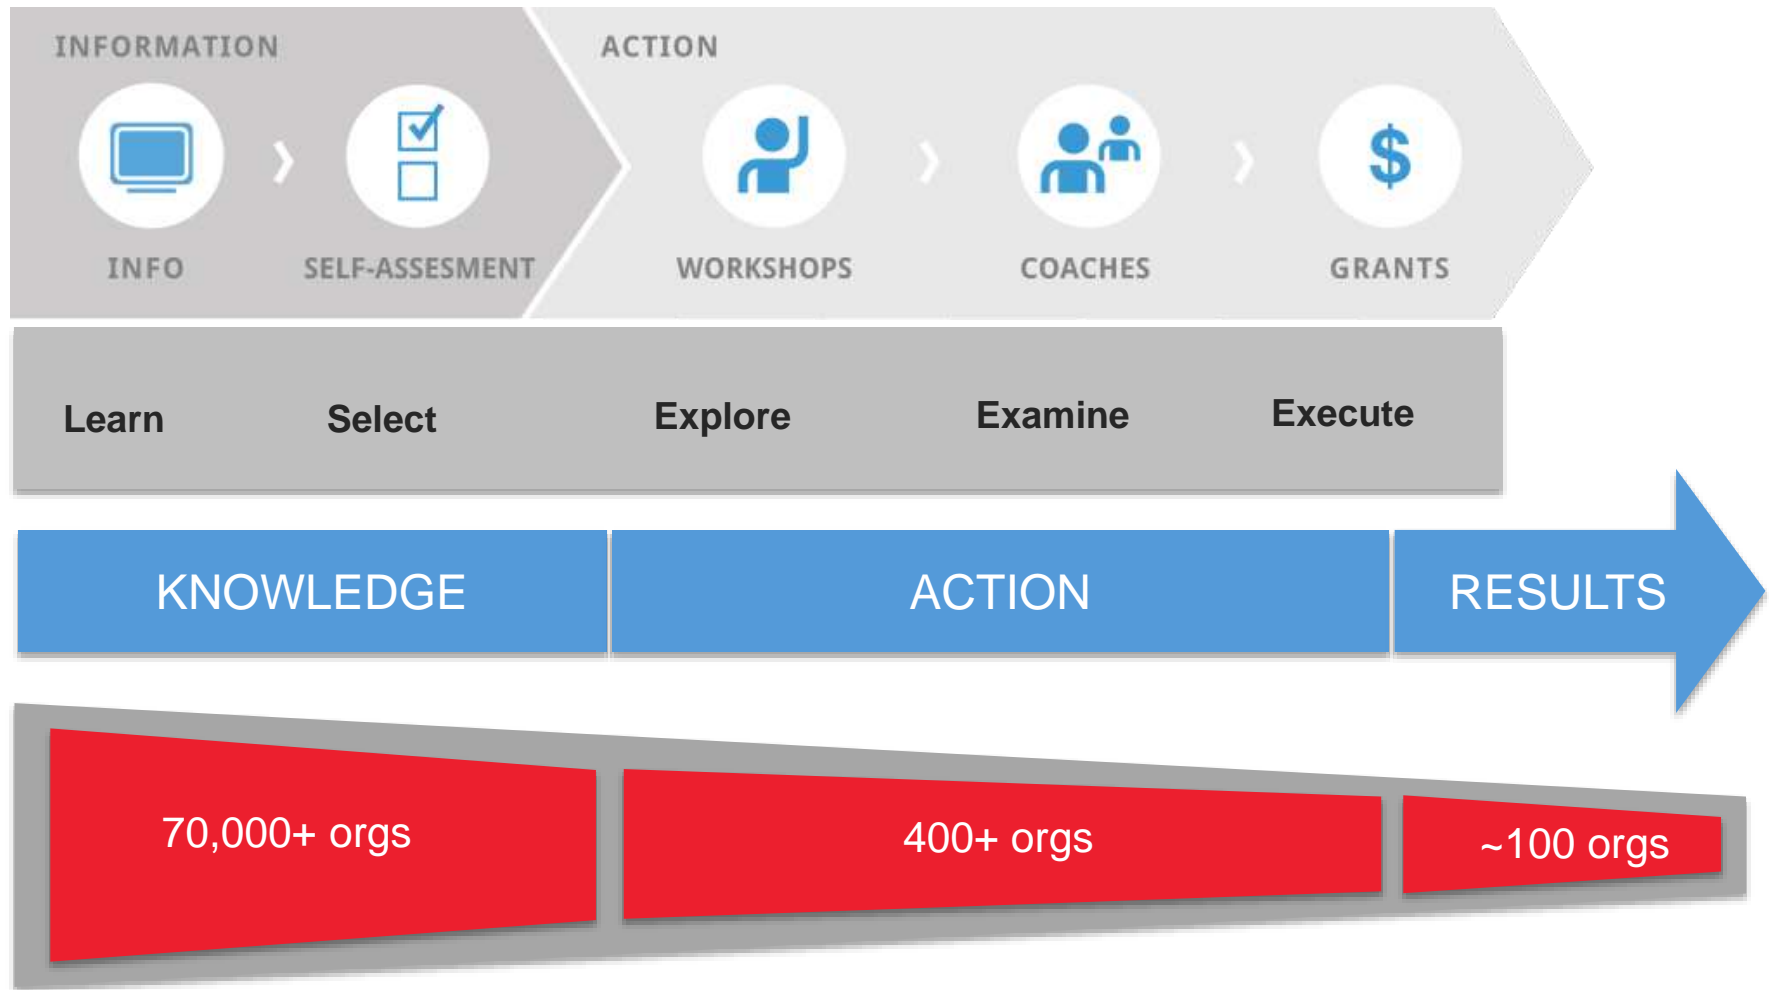 INFORMATION
ACTION
$
INFO
SELF-ASSESMENT
WORKSHOPS
COACHES
GRANTS
Learn
Select
Explore
Examine
Execute
KNOWLEDGE
ACTION
RESULTS
70,000+ orgs
400+ orgs
~100 orgs